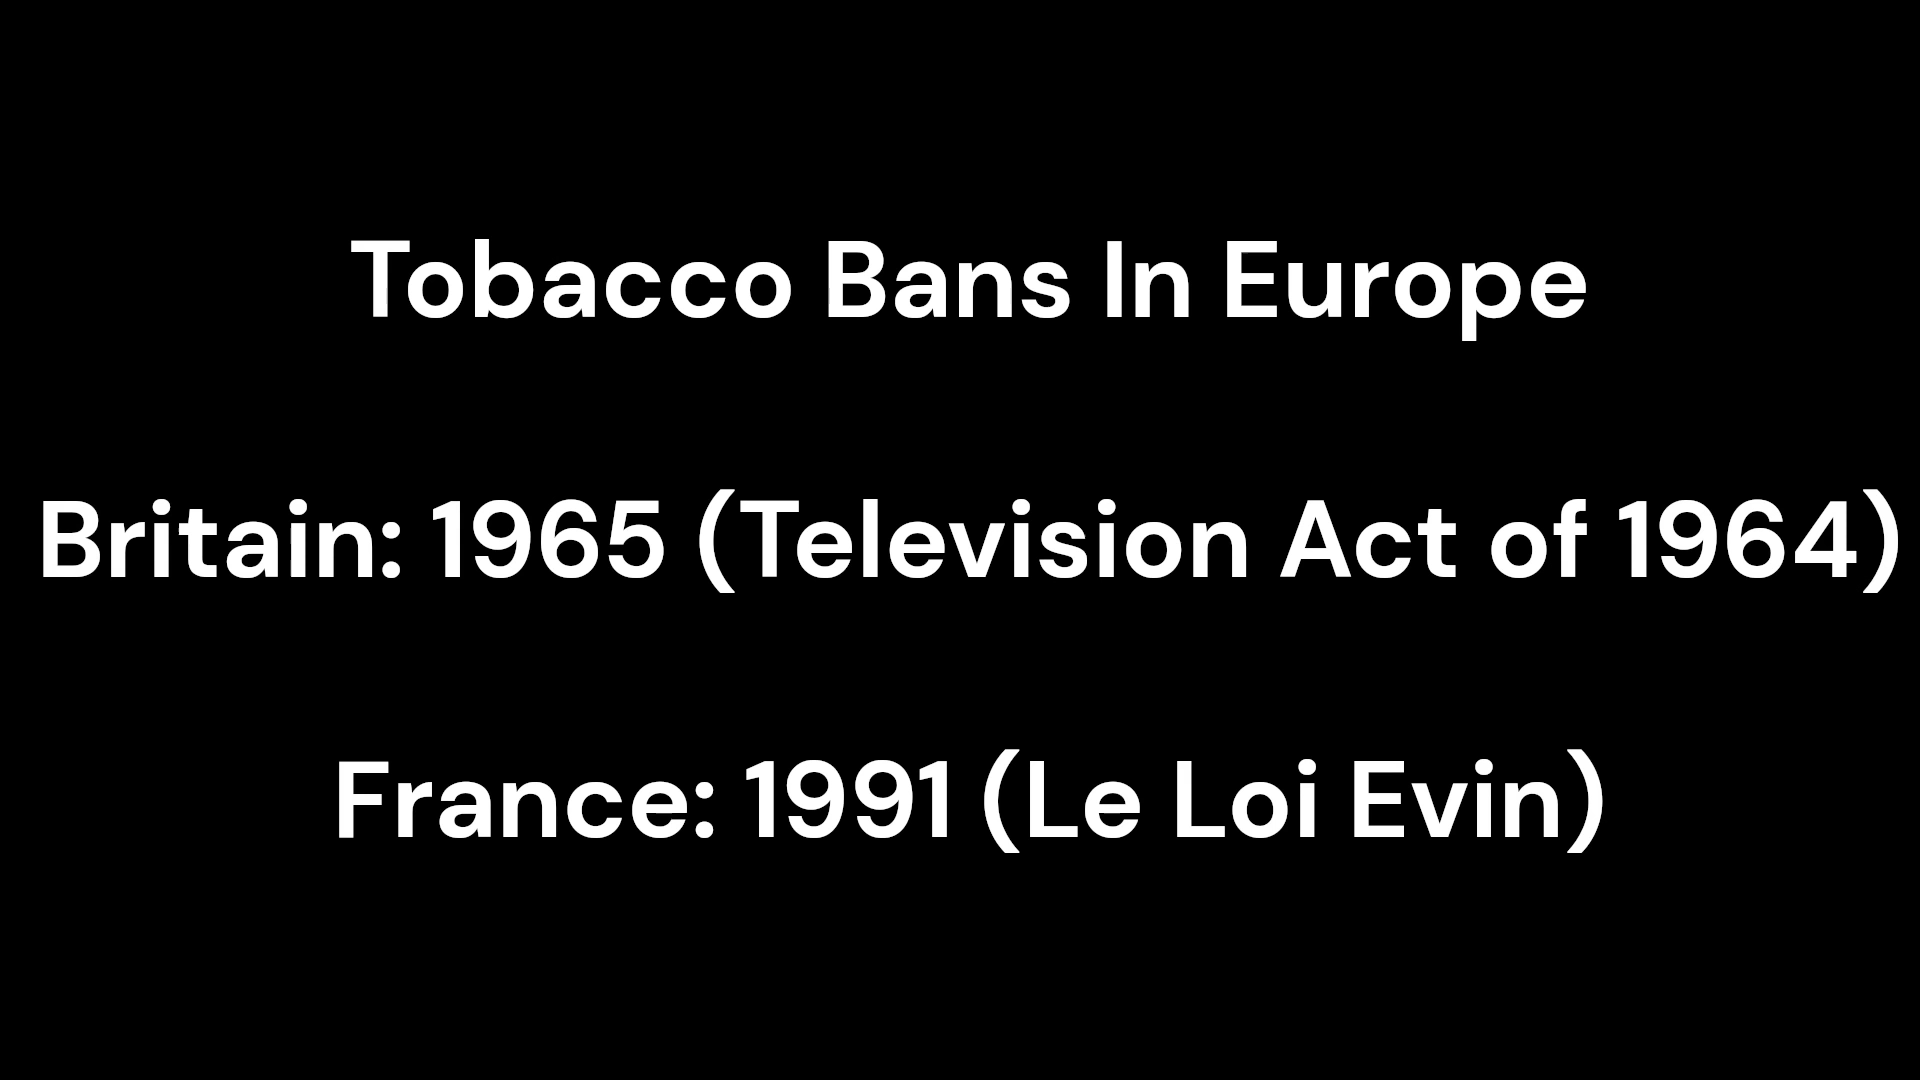 Tobacco Bans In Europe
Britain: 1965 (Television Act of 1964)
France: 1991 (Le Loi Evin)